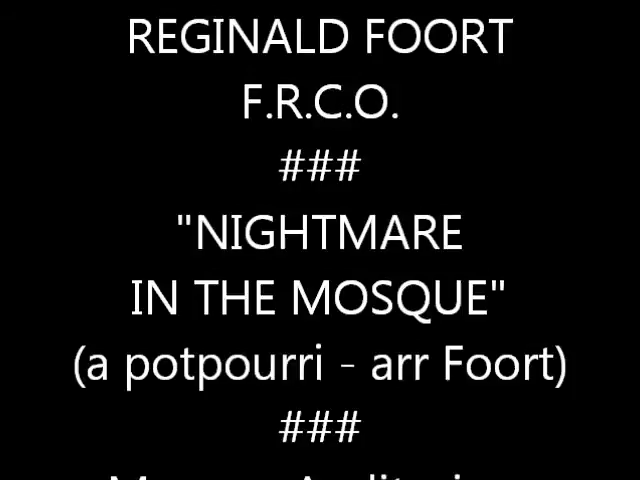 REGINALD FOORT
F.R.C.O.
###
"NIGHTMARE
IN THE MOSQUE"
(a potpourri - arr Foort)
###